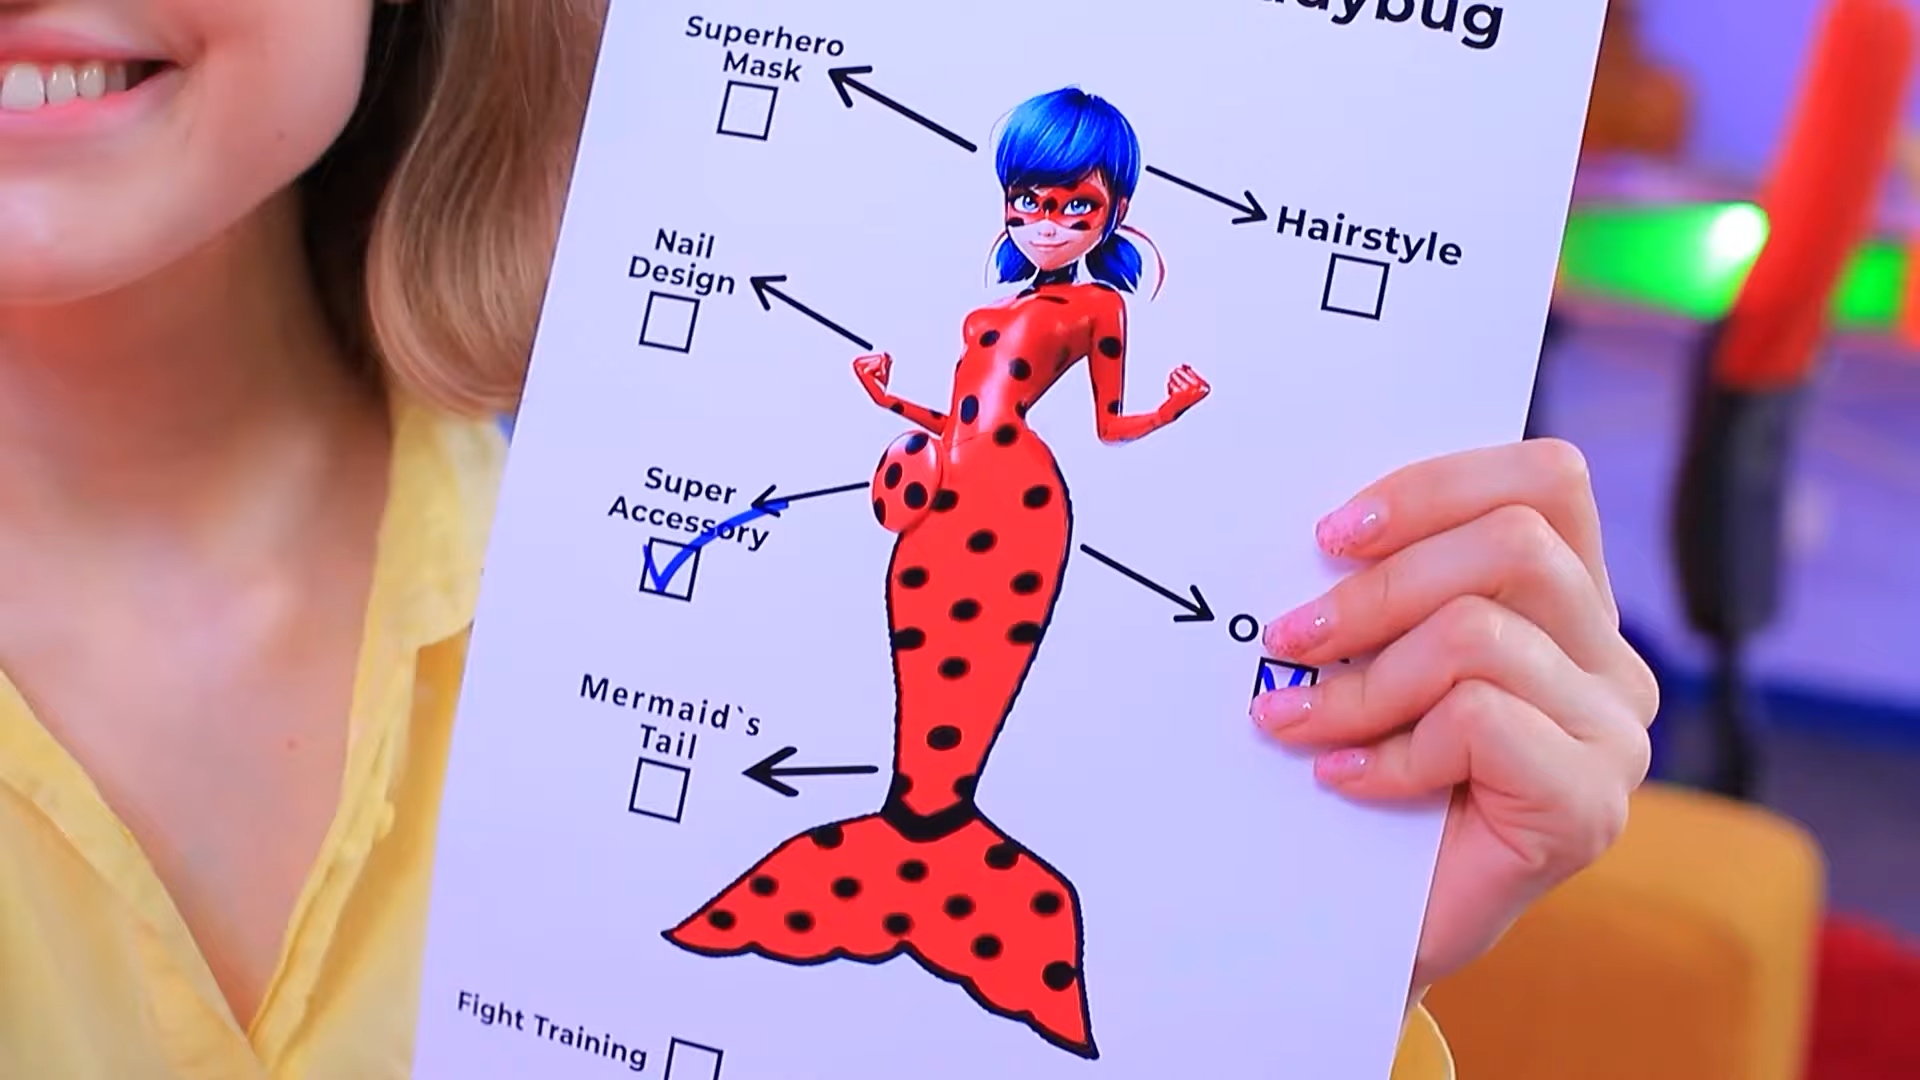 Superhero
Mask
Hairstyle
Nail
Design
Super
Accessory
Mermaid`s
Tail
Fight Training